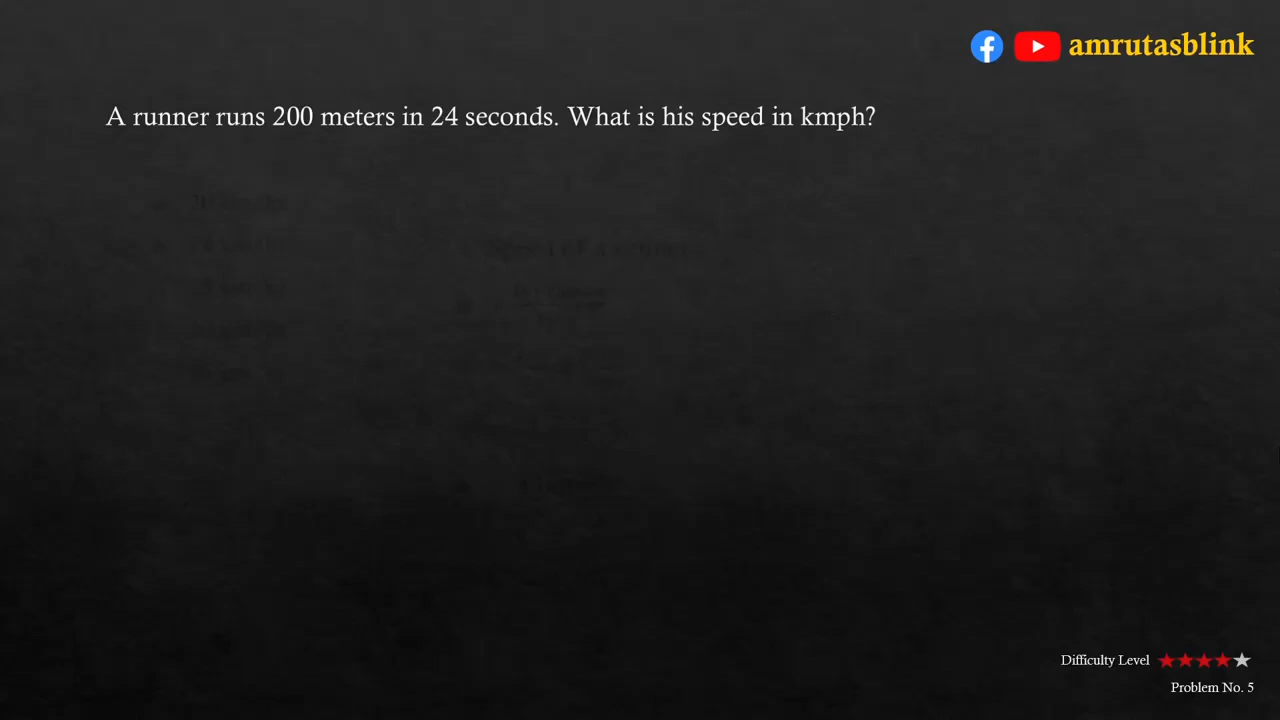 amrutasblink
A runner runs 200 meters in 24 seconds. What is his speed in kmph?
Difficulty Level
Problem No. 5